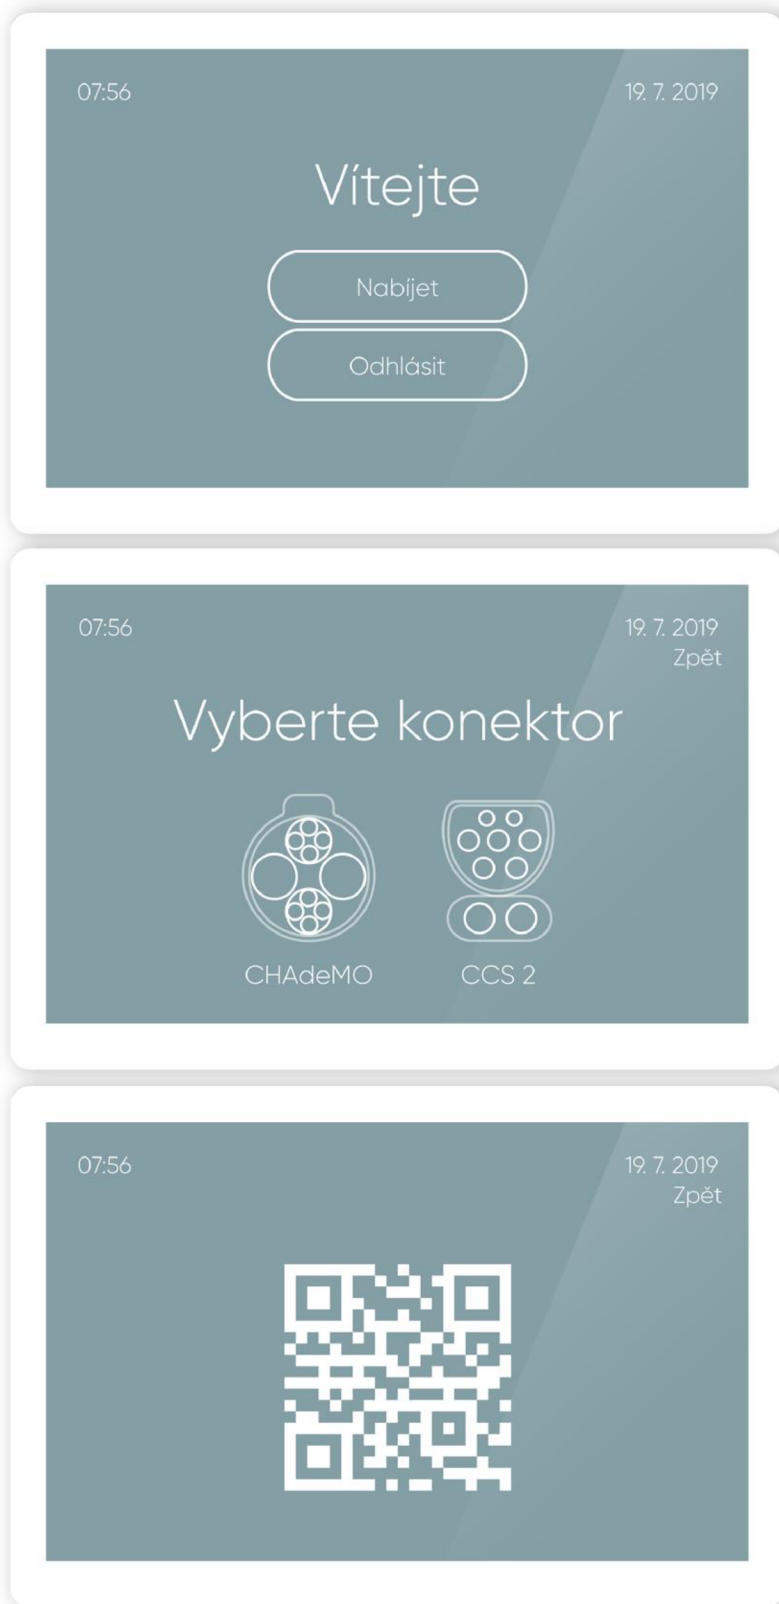 07:56 19. 7. 2019
Vítejte
Nabíjet
Odhlásit
07:56 19. 7. 2019
Zpět
Vyberte konektor
CHAdeMO CCS 2
07:56 19. 7. 2019
Zpět